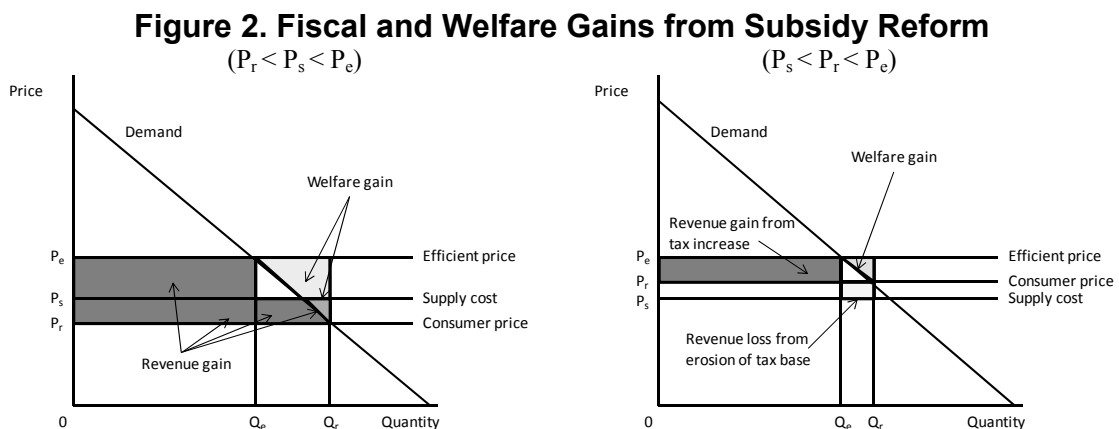 Figure 2. Fiscal and Welfare Gains from Subsidy Reform
(Pr < Ps < Pe)
Price
Demand
Welfare gain
Pe
Efficient price
Ps
Supply cost
Pr
Consumer price
Revenue gain
0
Qe
Qr
Quantity
(Ps < Pr < Pe)
Price
Demand
Welfare gain
Revenue gain from
tax increase
Pe
Efficient price
Pr
Consumer price
Ps
Supply cost
Revenue loss from
erosion of tax base
0
Qe
Qr
Quantity